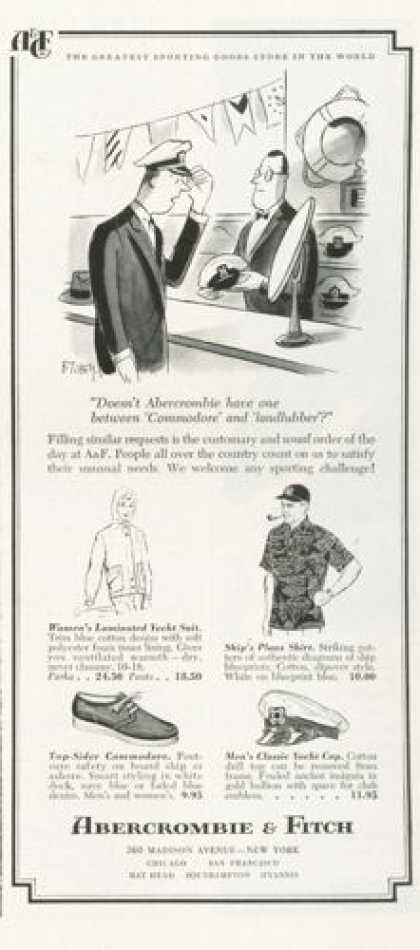 A&F
THE GREATEST SPORTING GOODS STORE IN THE WORLD
"Doesn't Abercrombie have one
between 'Commodore' and 'landlubber'?"
Filling similar requests is the customary and usual order of the
day at A&F. People all over the country count on us to satisfy
their unusual needs. We welcome any sporting challenge!
Women's Laminated Yacht Suit.
Trim blue cotton denim with soft
polyester foam inner lining. Gives
you ventilated warmth – dry,
never clammy. 10-18.
Parka . . 24.50 Pants . . 18.50
Ship's Plans Shirt. Striking pat-
tern of authentic diagrams of ship
blueprints. Cotton, slipover style.
White on blueprint blue. 10.00
Top-Sider Commodore. Foot-
sure safety on board ship or
ashore. Smart styling in white
duck, navy blue or faded blue
denim. Men's and women's. 9.95
Men's Classic Yacht Cap. Cotton
dull top can be removed from
frame. Fouled anchor insignia in
gold bullion with space for club
emblem. . . . . . . 11.95
ABERCROMBIE & FITCH
360 MADISON AVENUE—NEW YORK
CHICAGO SAN FRANCISCO
BAY HEAD SOUTHAMPTON HYANNIS